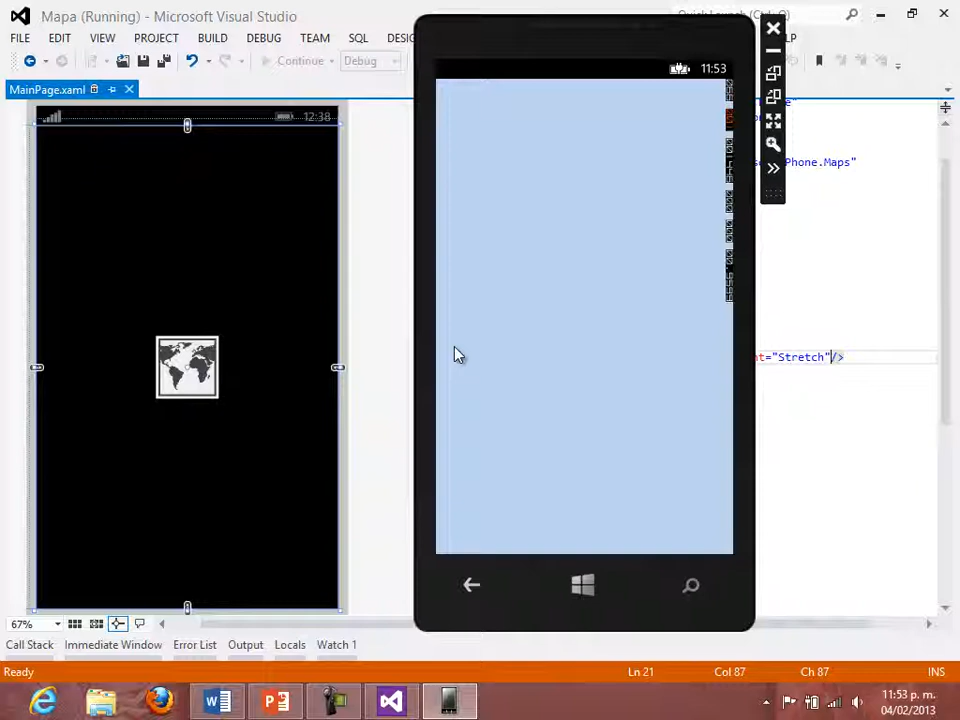 Mapa (Running) - Microsoft Visual Studio
FILE EDIT VIEW PROJECT BUILD DEBUG TEAM SQL
Continue Debug
MainPage.xaml
11:53
12:38
Phone.Maps"
="Stretch"/>
67%
Call Stack Immediate Window Error List Output Locals Watch 1
Ready Ln 21 Col 87 Ch 87 INS
11:53 p. m.
04/02/2013